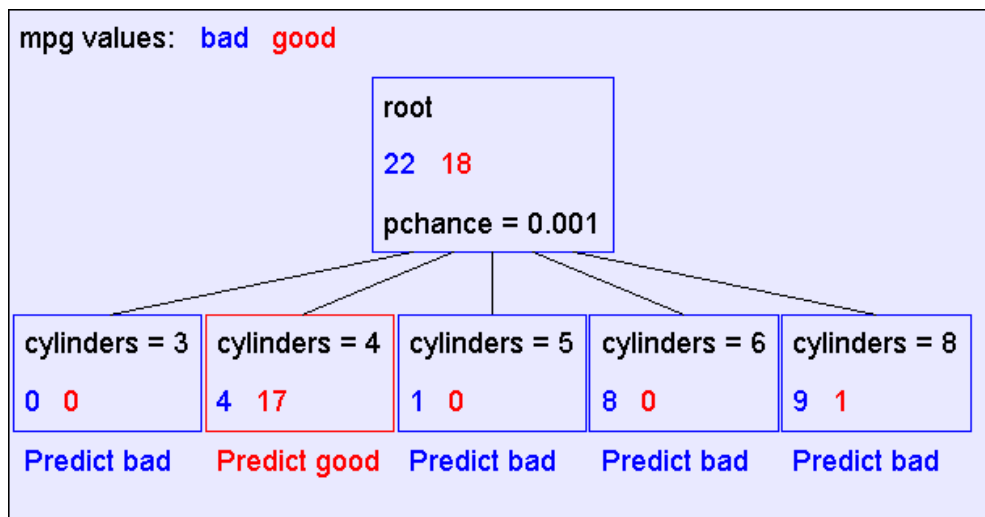 mpg values: bad good
root
22 18
pchance = 0.001
cylinders = 3 cylinders = 4 cylinders = 5 cylinders = 6 cylinders = 8
0 0 4 17 1 0 8 0 9 1
Predict bad Predict good Predict bad Predict bad Predict bad